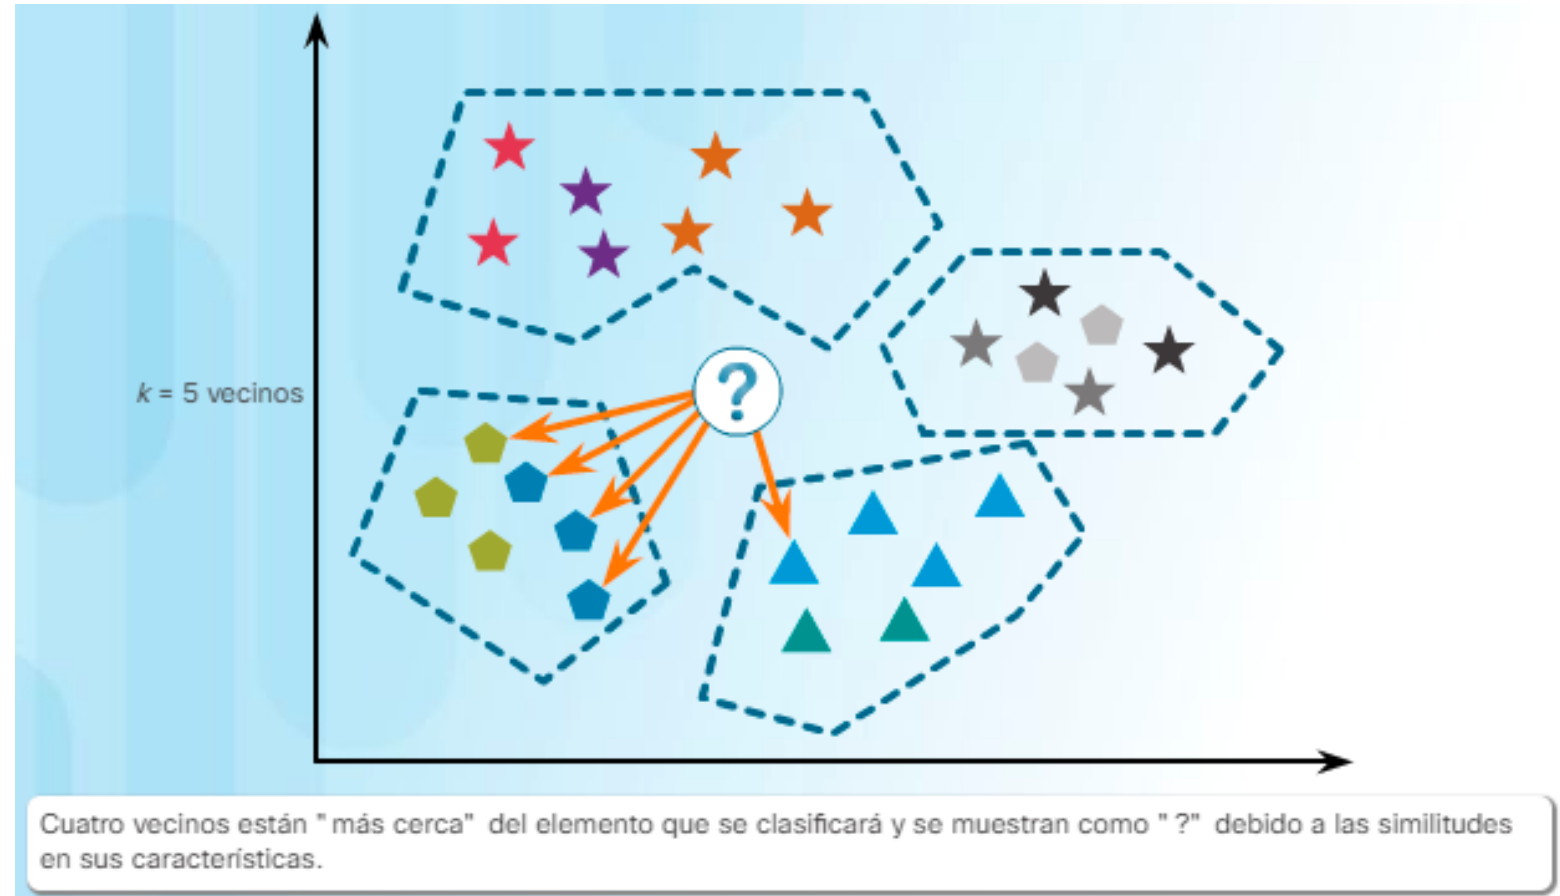 ?
k = 5 vecinos
Cuatro vecinos están "más cerca" del elemento que se clasificará y se muestran como "?" debido a las similitudes
en sus características.